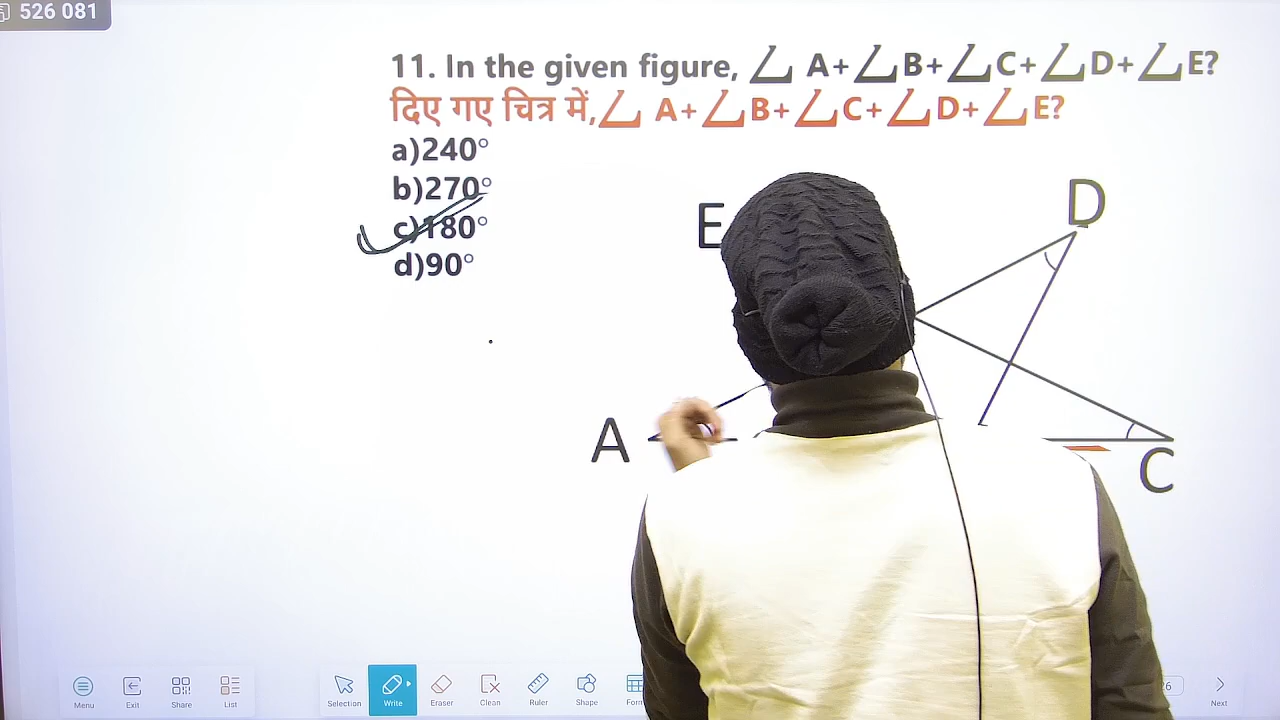 526 081
11. In the given figure, ∠ A+∠B+∠C+∠D+∠E?
दिए गए चित्र में,∠ A+∠B+∠C+∠D+∠E?
a)240°
b)270°
c)180°
d)90°
E
D
A
C
Menu
Exit
Share
List
Selection
Write
Eraser
Clean
Ruler
Shape
Next